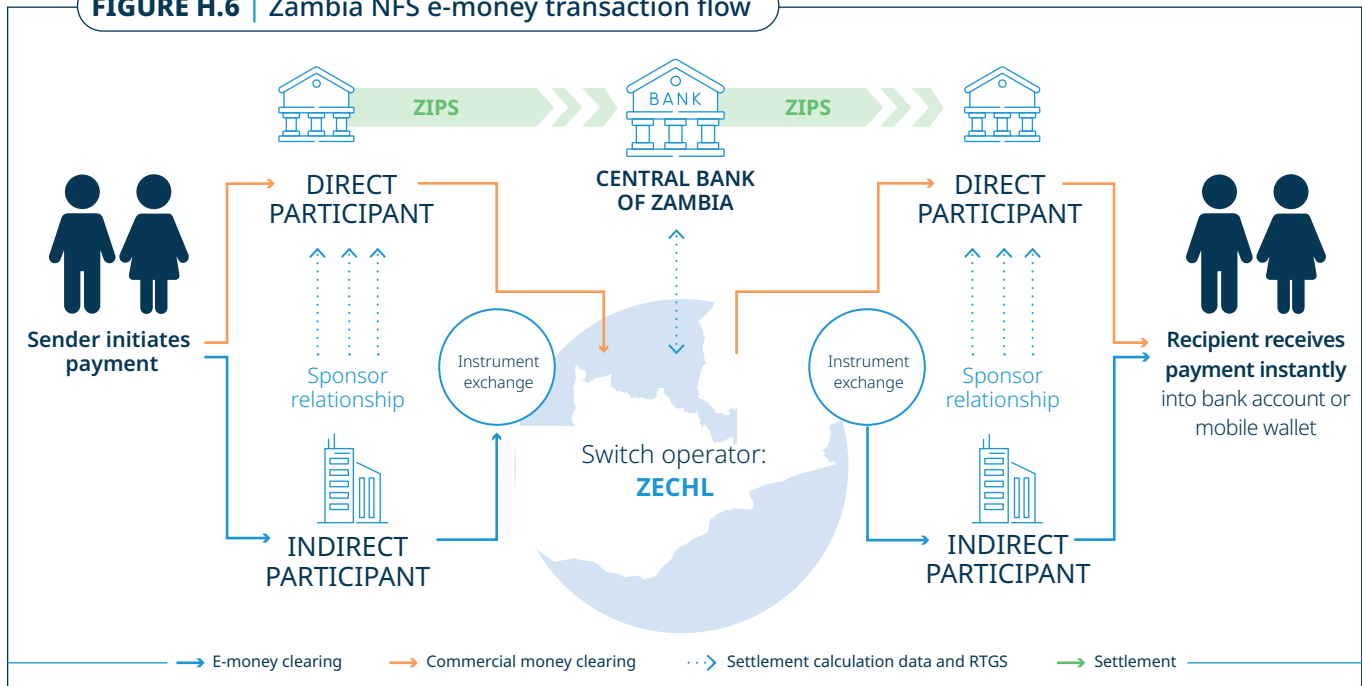 FIGURE H.6 | Zambia NFS e-money transaction flow
ZIPS
BANK
ZIPS
CENTRAL BANK
OF ZAMBIA
DIRECT
PARTICIPANT
DIRECT
PARTICIPANT
Sender initiates
payment
Sponsor
relationship
Instrument
exchange
Instrument
exchange
Sponsor
relationship
Recipient receives
payment instantly
into bank account or
mobile wallet
Switch operator:
ZECHL
INDIRECT
PARTICIPANT
INDIRECT
PARTICIPANT
E-money clearing
Commercial money clearing
Settlement calculation data and RTGS
Settlement